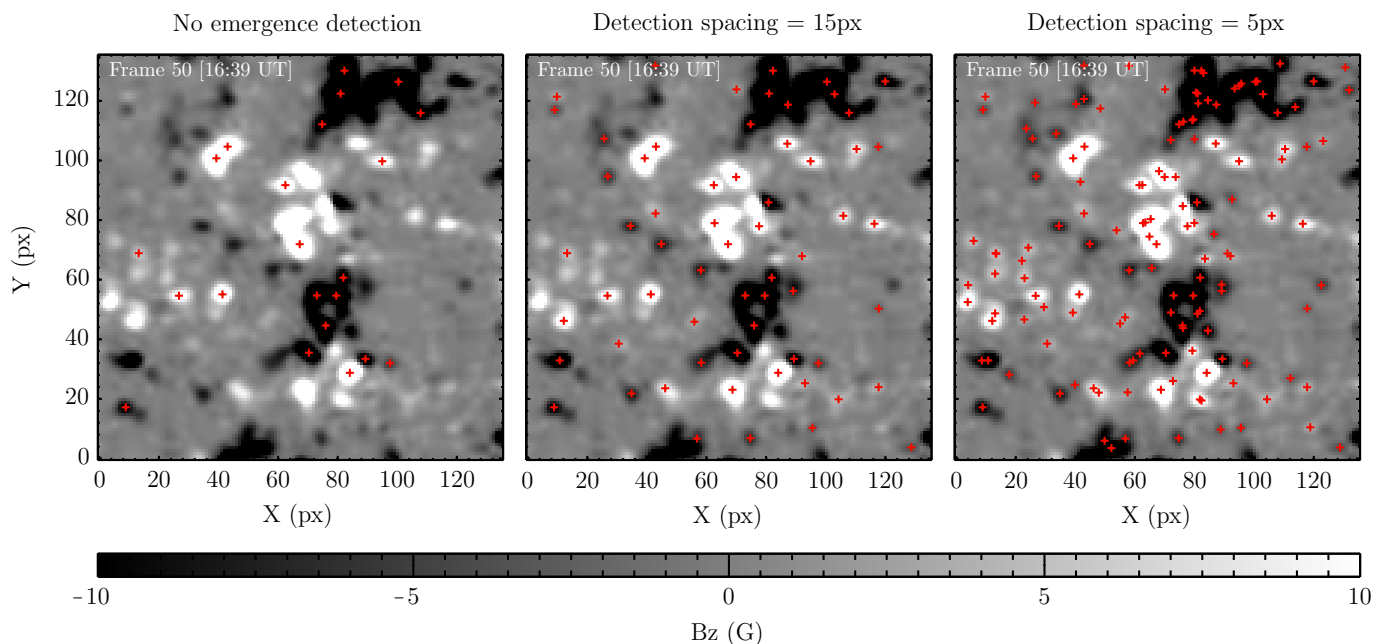 No emergence detection
Detection spacing = 15px
Detection spacing = 5px
Frame 50 [16:39 UT]
Frame 50 [16:39 UT]
Frame 50 [16:39 UT]
120
100
80
60
40
20
0
Y (px)
0 20 40 60 80 100 120
0 20 40 60 80 100 120
0 20 40 60 80 100 120
X (px)
X (px)
X (px)
-10 -5 0 5 10
Bz (G)